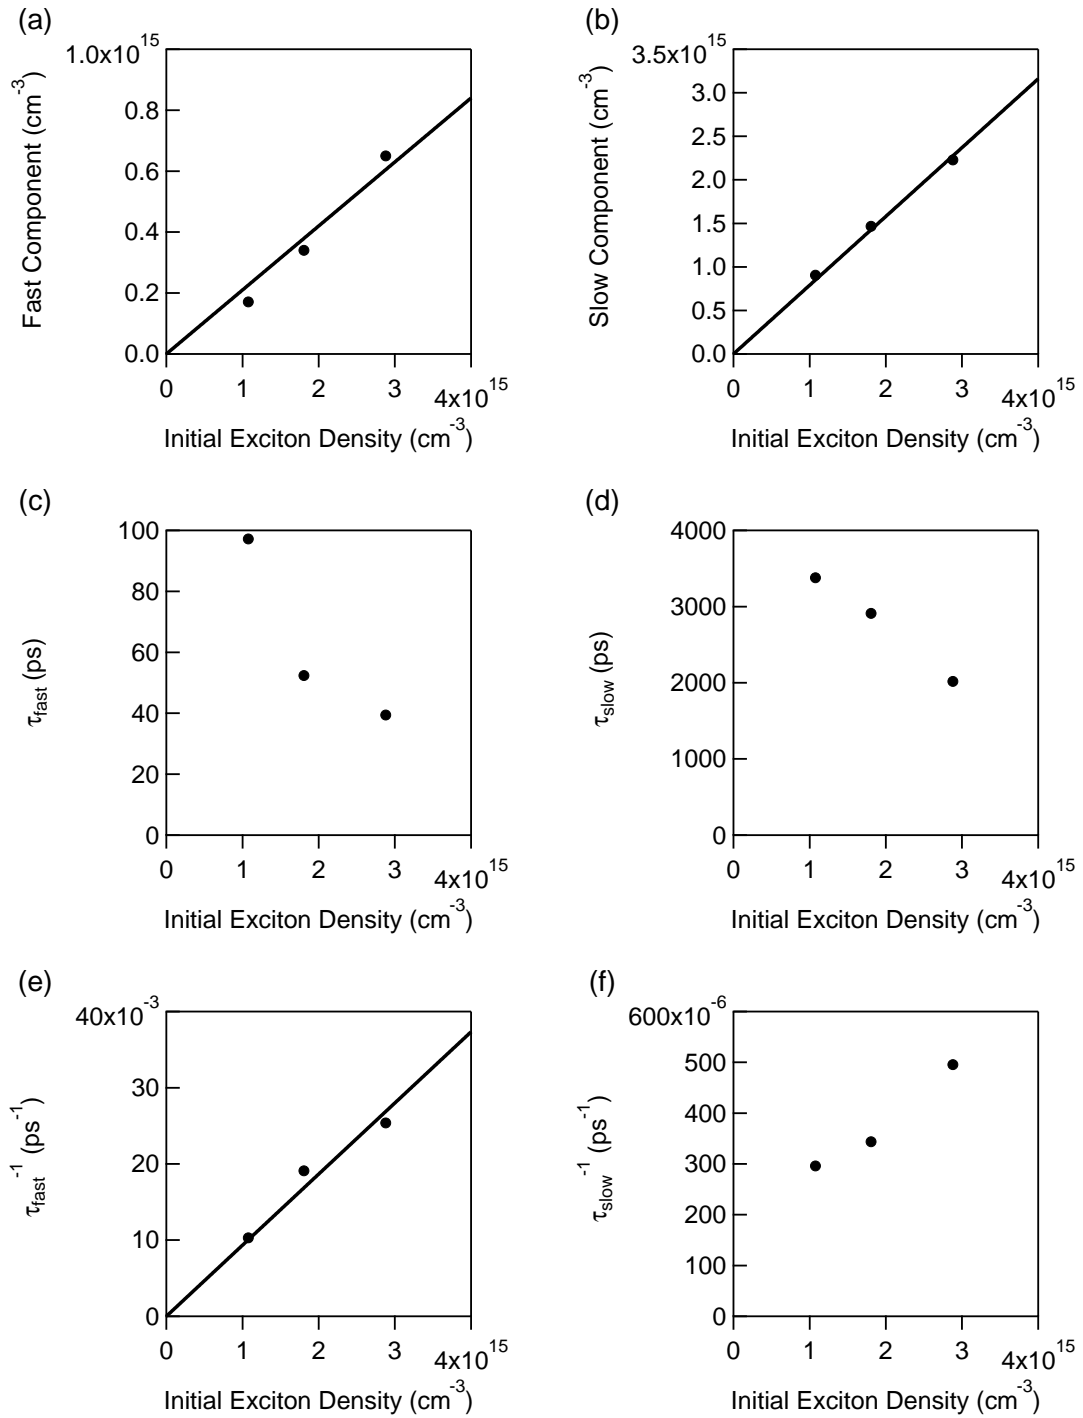 (a)
1.0x10^15
0.8
0.6
0.4
0.2
0.0
Fast Component (cm^-3)
0 1 2 3 4x10^15
Initial Exciton Density (cm^-3)
(b)
3.5x10^15
3.0
2.5
2.0
1.5
1.0
0.5
0.0
Slow Component (cm^-3)
0 1 2 3 4x10^15
Initial Exciton Density (cm^-3)
(c)
100
80
60
40
20
0
τ_fast (ps)
0 1 2 3 4x10^15
Initial Exciton Density (cm^-3)
(d)
4000
3000
2000
1000
0
τ_slow (ps)
0 1 2 3 4x10^15
Initial Exciton Density (cm^-3)
(e)
40x10^-3
30
20
10
0
τ_fast^-1 (ps^-1)
0 1 2 3 4x10^15
Initial Exciton Density (cm^-3)
(f)
600x10^-6
500
400
300
200
100
0
τ_slow^-1 (ps^-1)
0 1 2 3 4x10^15
Initial Exciton Density (cm^-3)